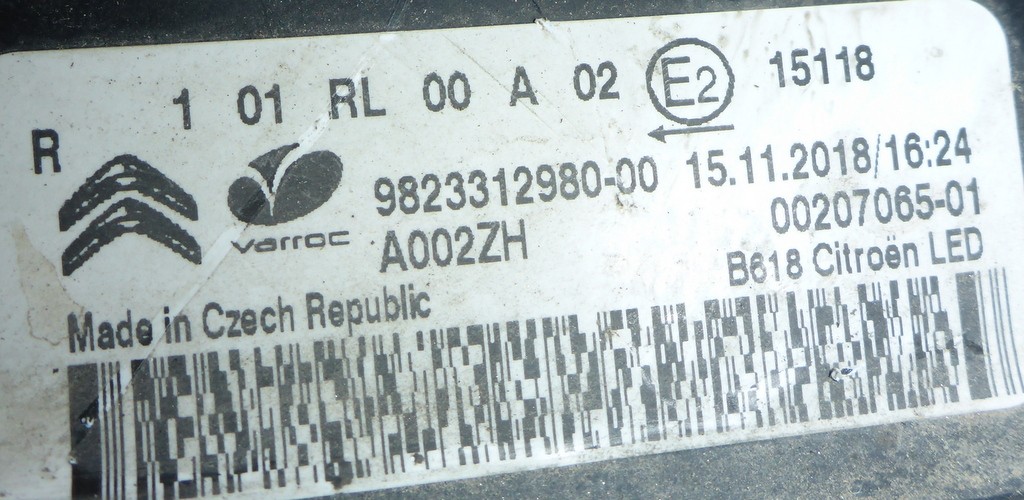 1 01 RL 00 A 02 E2 15118
R
varroc
9823312980-00 15.11.2018/16:24
A002ZH 00207065-01
B618 Citroën LED
Made in Czech Republic